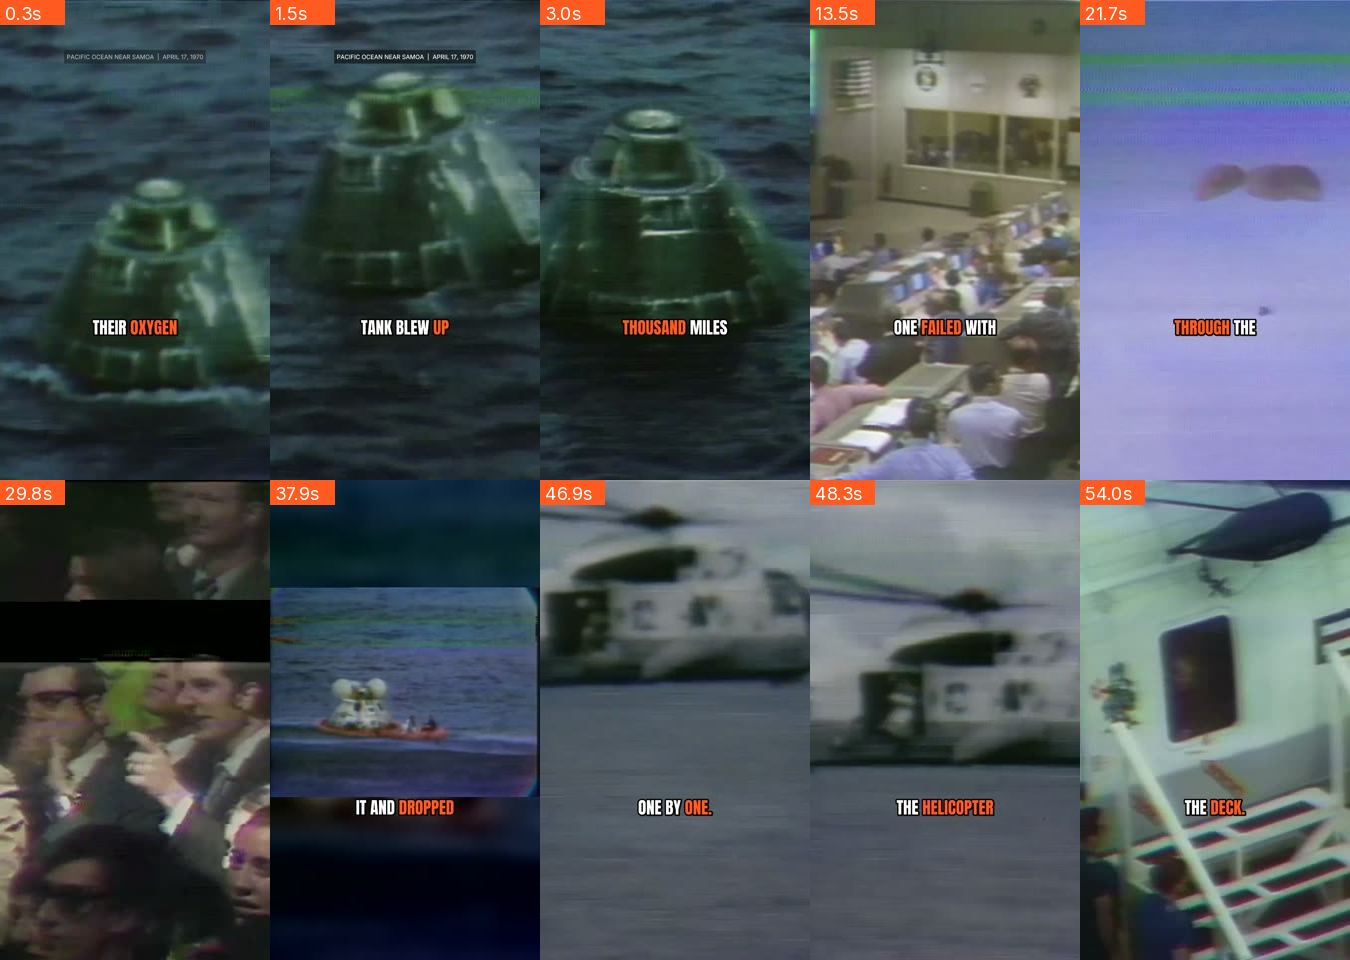 0.3s
PACIFIC OCEAN NEAR SAMOA | APRIL 17, 1970
THEIR OXYGEN
1.5s
PACIFIC OCEAN NEAR SAMOA | APRIL 17, 1970
TANK BLEW UP
3.0s
THOUSAND MILES
13.5s
ONE FAILED WITH
21.7s
THROUGH THE
29.8s
37.9s
IT AND DROPPED
46.9s
ONE BY ONE.
48.3s
THE HELICOPTER
54.0s
THE DECK.